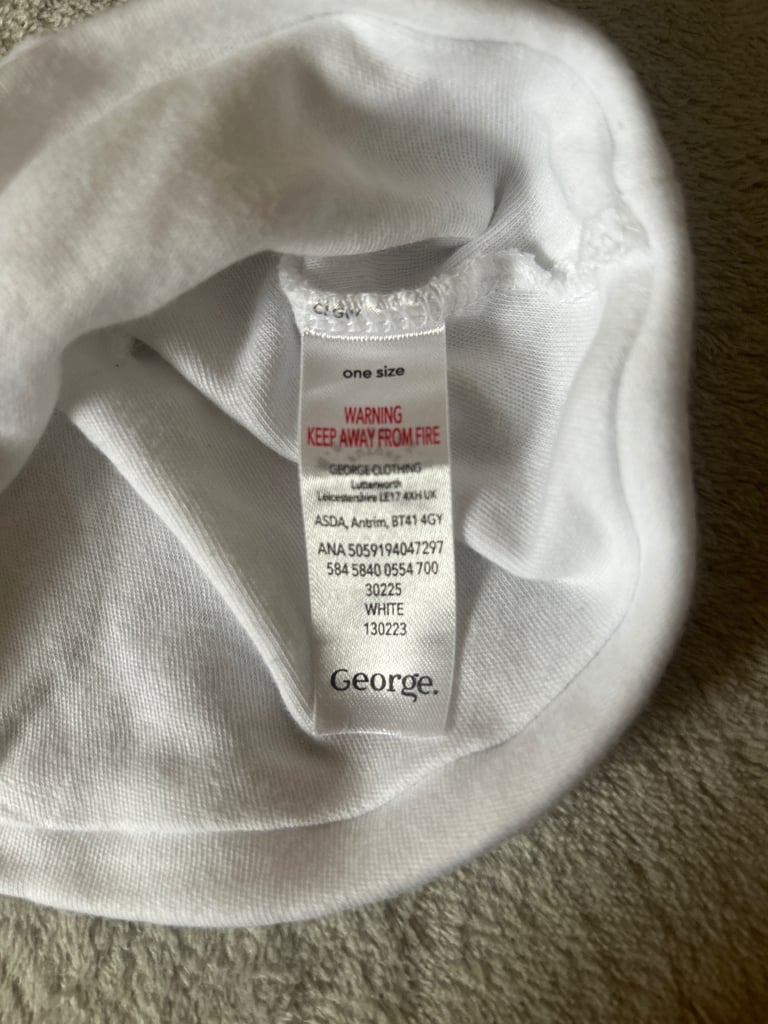 one size
WARNING
KEEP AWAY FROM FIRE
GEORGE CLOTHING
Lutterworth
Leicestershire LE17 4XH UK
ASDA, Antrim, BT41 4GY
ANA 5059194047297
584 5840 0554 700
30225
WHITE
130223
George.